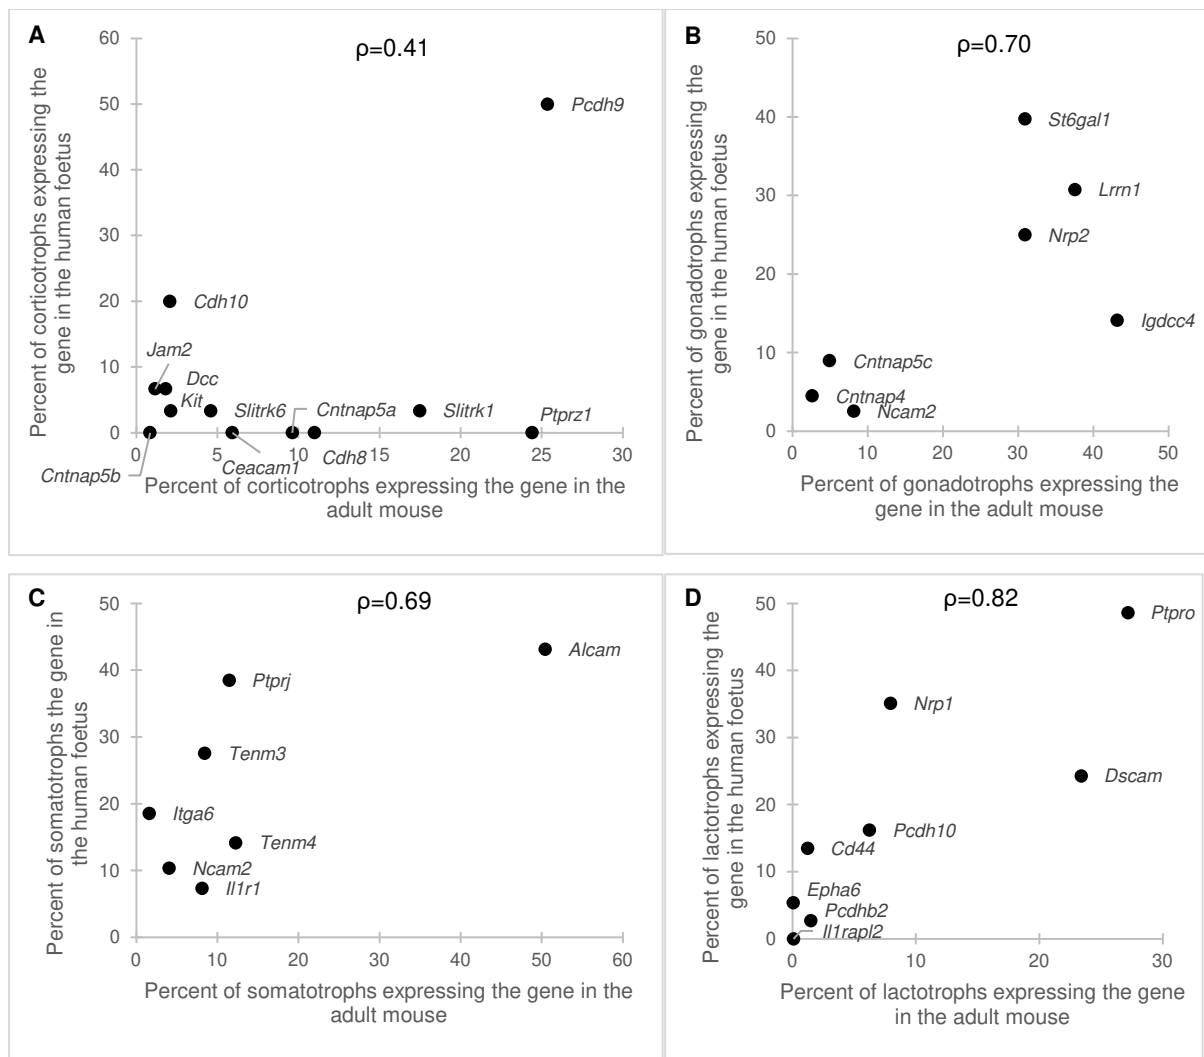 A
ρ=0.41
Percent of corticotrophs expressing the
gene in the human foetus
60
50
40
30
20
10
0
Pcdh9
Cdh10
Jam2
Dcc
Kit
Slitrk6
Cntnap5a
Slitrk1
Ptprz1
Cntnap5b
Ceacam1
Cdh8
0 5 10 15 20 25 30
Percent of corticotrophs expressing the gene in the
adult mouse
B
ρ=0.70
Percent of gonadotrophs expressing the
gene in the human foetus
50
40
30
20
10
0
St6gal1
Lrrn1
Nrp2
Igdcc4
Cntnap5c
Cntnap4
Ncam2
0 10 20 30 40 50
Percent of gonadotrophs expressing the
gene in the adult mouse
C
ρ=0.69
Percent of somatotrophs the gene in
the human foetus
50
40
30
20
10
0
Alcam
Ptprj
Tenm3
Itga6
Tenm4
Ncam2
Il1r1
0 10 20 30 40 50 60
Percent of somatotrophs expressing the gene in the
adult mouse
D
ρ=0.82
Percent of lactotrophs expressing the
gene in the human foetus
50
40
30
20
10
0
Ptpro
Nrp1
Dscam
Pcdh10
Cd44
Epha6
Pcdhb2
Il1rapl2
0 10 20 30
Percent of lactotrophs expressing the gene
in the adult mouse